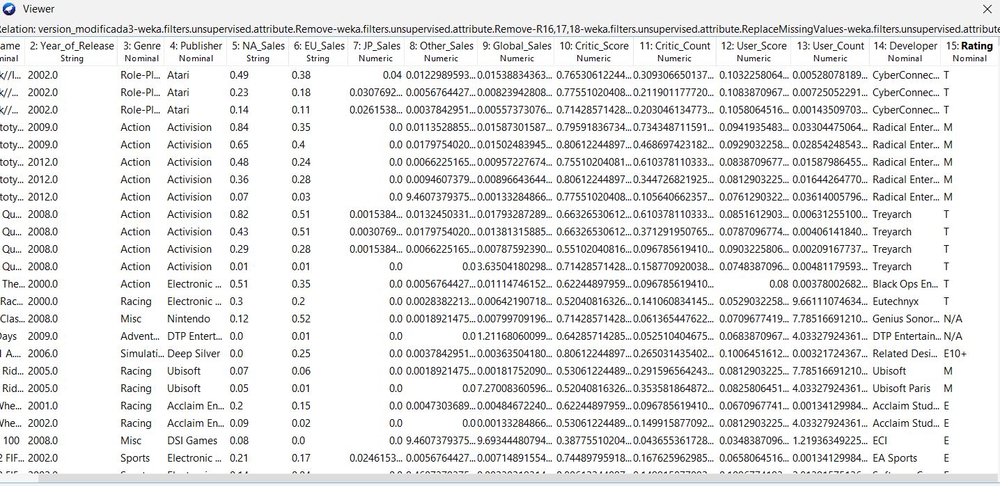 Viewer
Relation: version_modificada3-weka.filters.unsupervised.attribute.Remove-weka.filters.unsupervised.attribute.Remove-R16,17,18-weka.filters.unsupervised.attribute.ReplaceMissingValues-weka.filters.unsupervised.attribute
ame 2: Year_of_Release 3: Genre 4: Publisher 5: NA_Sales 6: EU_Sales 7: JP_Sales 8: Other_Sales 9: Global_Sales 10: Critic_Score 11: Critic_Count 12: User_Score 13: User_Count 14: Developer 15: Rating
minal String Nominal Nominal String String Numeric Numeric Numeric Numeric Numeric Numeric Numeric Nominal Nominal
k//I... 2002.0 Role-Pl... Atari 0.49 0.38 0.04 0.0122989593... 0.01538834363... 0.76530612244... 0.309306650137... 0.1032258064... 0.00528078189... CyberConnec... T
k//... 2002.0 Role-Pl... Atari 0.23 0.18 0.0307692... 0.0056764427... 0.00823942808... 0.77551020408... 0.211901177720... 0.1083870967... 0.00725052291... CyberConnec... T
k//... 2002.0 Role-Pl... Atari 0.14 0.11 0.0261538... 0.0037842951... 0.00557373076... 0.71428571428... 0.203046134773... 0.1058064516... 0.00143509703... CyberConnec... T
toty... 2009.0 Action Activision 0.84 0.35 0.0 0.0113528855... 0.01587301587... 0.79591836734... 0.734348711591... 0.0941935483... 0.03304475064... Radical Enter... M
toty... 2009.0 Action Activision 0.65 0.4 0.0 0.0179754020... 0.01502483945... 0.80612244897... 0.468697423182... 0.0929032258... 0.02854248543... Radical Enter... M
toty... 2012.0 Action Activision 0.48 0.24 0.0 0.0066225165... 0.00957227674... 0.75510204081... 0.610378110333... 0.0838709677... 0.01587986455... Radical Enter... M
toty... 2012.0 Action Activision 0.36 0.28 0.0 0.0094607379... 0.00896643644... 0.80612244897... 0.344726821925... 0.0812903225... 0.01644264770... Radical Enter... M
toty... 2012.0 Action Activision 0.07 0.03 0.0 9.4607379375... 0.00133284866... 0.77551020408... 0.105640662357... 0.0761290322... 0.03614005796... Radical Enter... M
Qu... 2008.0 Action Activision 0.82 0.51 0.0015384... 0.0132450331... 0.01793287289... 0.66326530612... 0.610378110333... 0.0851612903... 0.00631255100... Treyarch T
Qu... 2008.0 Action Activision 0.43 0.51 0.0030769... 0.0179754020... 0.01381315885... 0.66326530612... 0.371291950765... 0.0787096774... 0.00406141840... Treyarch T
Qu... 2008.0 Action Activision 0.29 0.28 0.0015384... 0.0066225165... 0.00787592390... 0.55102040816... 0.096785619410... 0.0903225806... 0.00209167737... Treyarch T
Qu... 2008.0 Action Activision 0.01 0.01 0.0 0.0 3.63504180298... 0.71428571428... 0.158770920038... 0.0748387096... 0.00481179593... Treyarch T
The... 2000.0 Action Electronic ... 0.51 0.35 0.0 0.0056764427... 0.01114746152... 0.62244897959... 0.096785619410... 0.08 0.00378002682... Black Ops En... T
Rac... 2000.0 Racing Electronic ... 0.3 0.2 0.0 0.0028382213... 0.00642190718... 0.52040816326... 0.141060834145... 0.0529032258... 9.66111074634... Eutechnyx T
Clas... 2008.0 Misc Nintendo 0.12 0.52 0.0 0.0018921475... 0.00799709196... 0.71428571428... 0.061365447622... 0.0709677419... 7.78516691210... Genius Sonor... N/A
Days 2009.0 Advent... DTP Entert... 0.0 0.01 0.0 0.0 1.21168060099... 0.64285714285... 0.052510404675... 0.0683870967... 4.03327924361... DTP Entertain... N/A
1 A.... 2006.0 Simulati... Deep Silver 0.0 0.25 0.0 0.0037842951... 0.00363504180... 0.80612244897... 0.265031435402... 0.1006451612... 0.00321724367... Related Desi... E10+
Rid... 2005.0 Racing Ubisoft 0.07 0.06 0.0 0.0018921475... 0.00181752090... 0.53061224489... 0.291596564243... 0.0812903225... 7.78516691210... Ubisoft M
Rid... 2005.0 Racing Ubisoft 0.05 0.01 0.0 0.0 7.27008360596... 0.52040816326... 0.353581864872... 0.0825806451... 4.03327924361... Ubisoft Paris M
Whe... 2001.0 Racing Acclaim En... 0.2 0.15 0.0 0.0047303689... 0.00484672240... 0.62244897959... 0.096785619410... 0.0670967741... 0.00134129984... Acclaim Stud... E
Whe... 2002.0 Racing Acclaim En... 0.09 0.02 0.0 0.0 0.00133284866... 0.53061224489... 0.149915877092... 0.0812903225... 4.03327924361... Acclaim Stud... E
100 2008.0 Misc DSI Games 0.08 0.0 0.0 9.4607379375... 9.69344480794... 0.38775510204... 0.043655361728... 0.0348387096... 1.21936349225... ECI E
2 FIF... 2002.0 Sports Electronic ... 0.21 0.17 0.0246153... 0.0056764427... 0.00714891554... 0.74489795918... 0.167625962985... 0.0658064516... 0.00134129984... EA Sports E